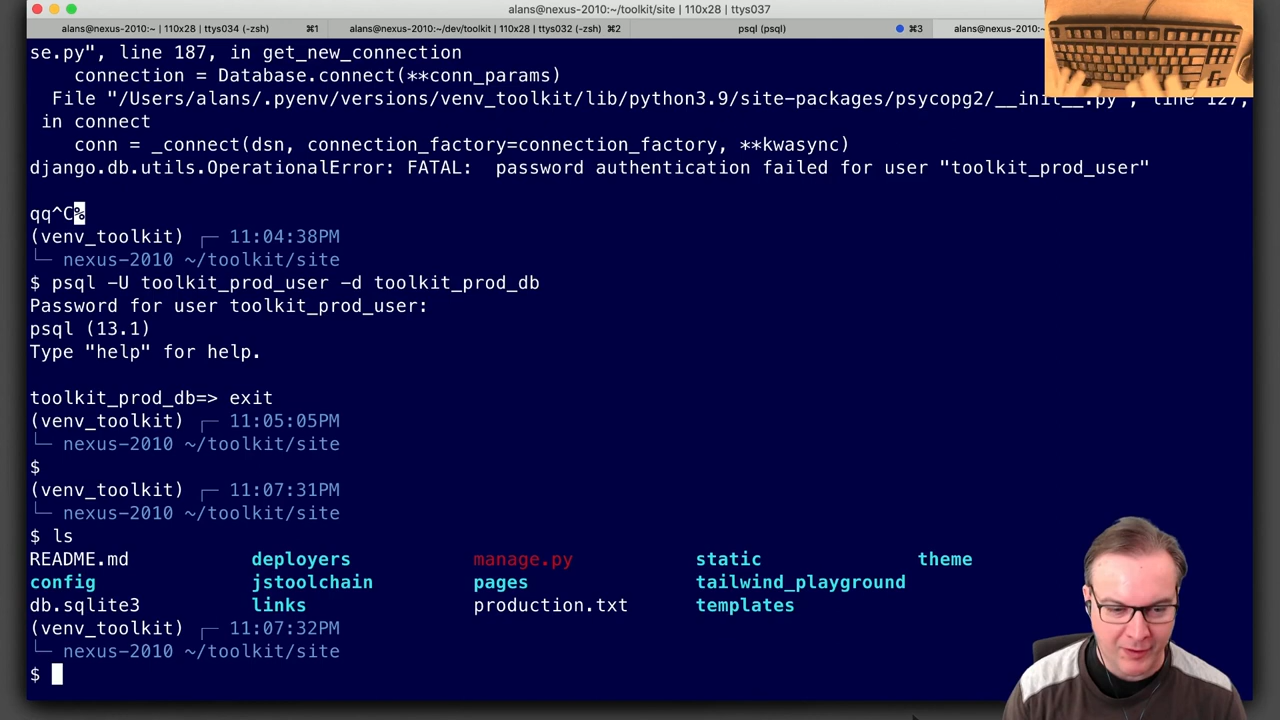 alans@nexus-2010:~/toolkit/site | 110x28 | ttys037
alans@nexus-2010:~ | 110x28 | ttys034 (-zsh) ⌘1 alans@nexus-2010:~/dev/toolkit | 110x28 | ttys032 (-zsh) ⌘2 psql (psql) ⌘3 alans@nexus-2010:~
se.py", line 187, in get_new_connection
connection = Database.connect(**conn_params)
File "/Users/alans/.pyenv/versions/venv_toolkit/lib/python3.9/site-packages/psycopg2/__init__.py", line 127,
in connect
conn = _connect(dsn, connection_factory=connection_factory, **kwasync)
django.db.utils.OperationalError: FATAL:  password authentication failed for user "toolkit_prod_user"
qq^C%
(venv_toolkit) ┌─ 11:04:38PM
└─ nexus-2010 ~/toolkit/site
$ psql -U toolkit_prod_user -d toolkit_prod_db
Password for user toolkit_prod_user:
psql (13.1)
Type "help" for help.
toolkit_prod_db=> exit
(venv_toolkit) ┌─ 11:05:05PM
└─ nexus-2010 ~/toolkit/site
$
(venv_toolkit) ┌─ 11:07:31PM
└─ nexus-2010 ~/toolkit/site
$ ls
README.md deployers manage.py static theme
config jstoolchain pages tailwind_playground
db.sqlite3 links production.txt templates
(venv_toolkit) ┌─ 11:07:32PM
└─ nexus-2010 ~/toolkit/site
$